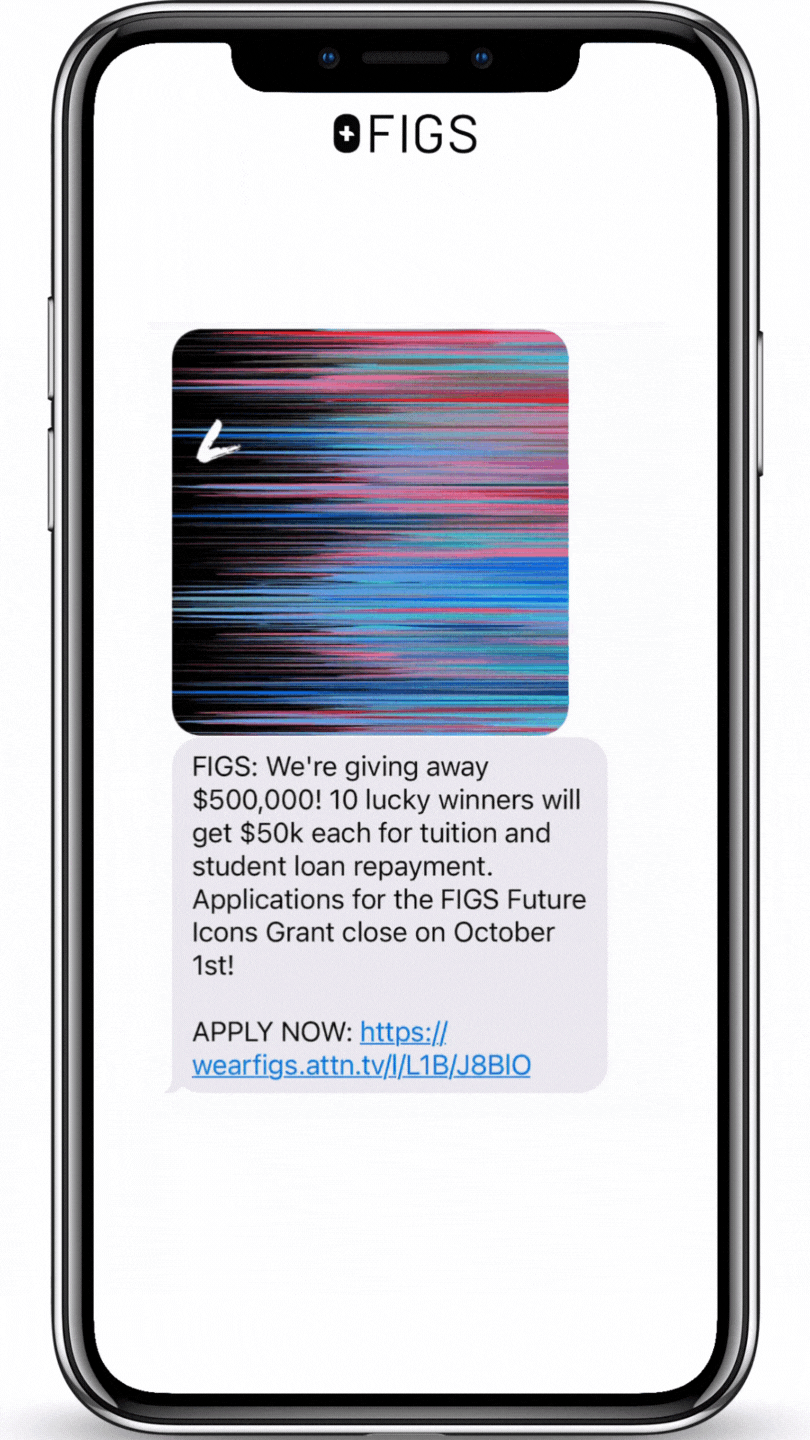 FIGS
FIGS: We're giving away
$500,000! 10 lucky winners will
get $50k each for tuition and
student loan repayment.
Applications for the FIGS Future
Icons Grant close on October
1st!
APPLY NOW: https://
wearfigs.attn.tv/l/L1B/J8BlO